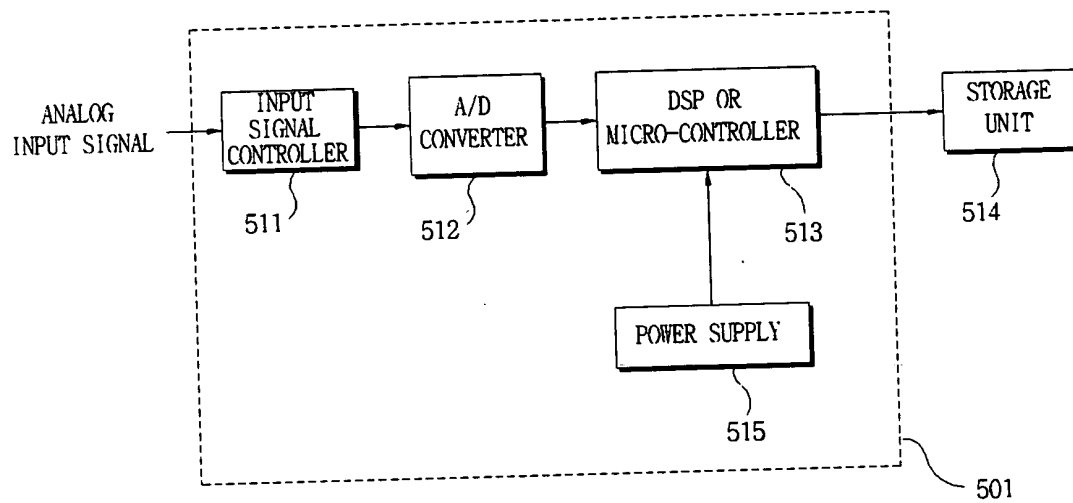 ANALOG
INPUT SIGNAL
INPUT
SIGNAL
CONTROLLER
511
A/D
CONVERTER
512
DSP OR
MICRO-CONTROLLER
513
STORAGE
UNIT
514
POWER SUPPLY
515
501